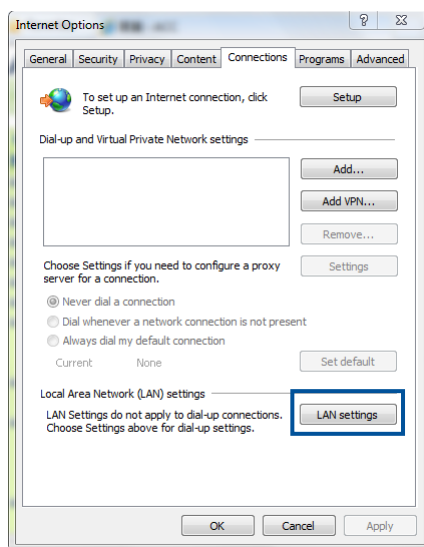 Internet Options
General Security Privacy Content Connections Programs Advanced
To set up an Internet connection, click
Setup.
Setup
Dial-up and Virtual Private Network settings
Add...
Add VPN...
Remove...
Choose Settings if you need to configure a proxy
server for a connection.
Settings
Never dial a connection
Dial whenever a network connection is not present
Always dial my default connection
Current None
Set default
Local Area Network (LAN) settings
LAN Settings do not apply to dial-up connections.
Choose Settings above for dial-up settings.
LAN settings
OK Cancel Apply